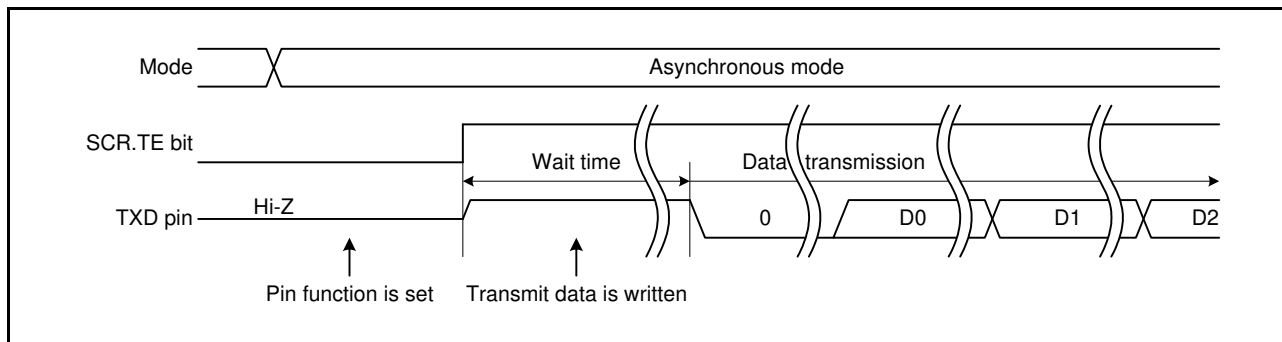 Mode
Asynchronous mode
SCR.TE bit
Wait time
Data transmission
TXD pin
Hi-Z
0
D0
D1
D2
Pin function is set
Transmit data is written